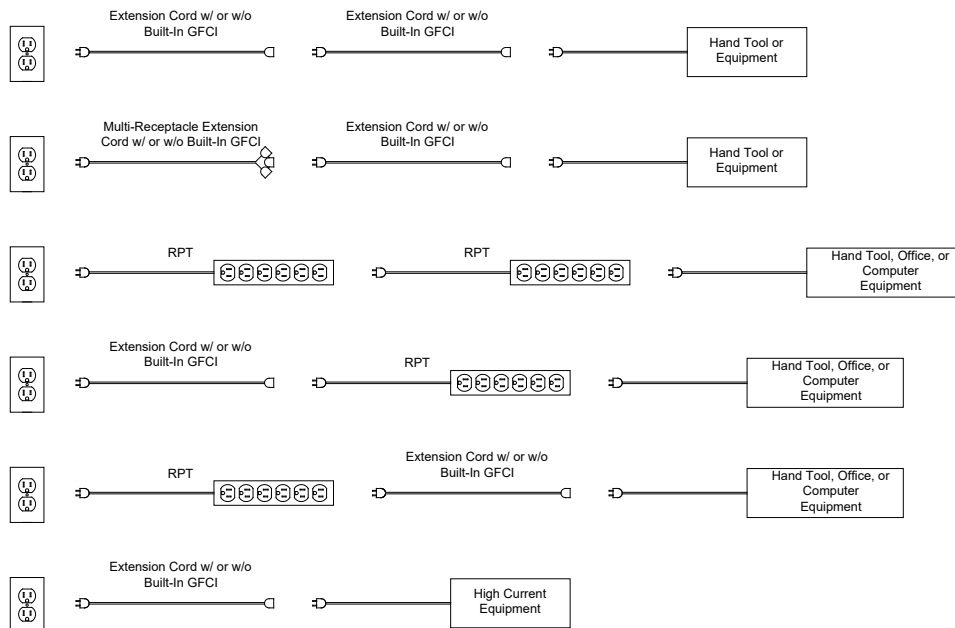 Extension Cord w/ or w/o
Built-In GFCI
Extension Cord w/ or w/o
Built-In GFCI
Hand Tool or
Equipment
Multi-Receptacle Extension
Cord w/ or w/o Built-In GFCI
Extension Cord w/ or w/o
Built-In GFCI
Hand Tool or
Equipment
RPT
RPT
Hand Tool, Office, or
Computer
Equipment
Extension Cord w/ or w/o
Built-In GFCI
RPT
Hand Tool, Office, or
Computer
Equipment
RPT
Extension Cord w/ or w/o
Built-In GFCI
Hand Tool, Office, or
Computer
Equipment
Extension Cord w/ or w/o
Built-In GFCI
High Current
Equipment